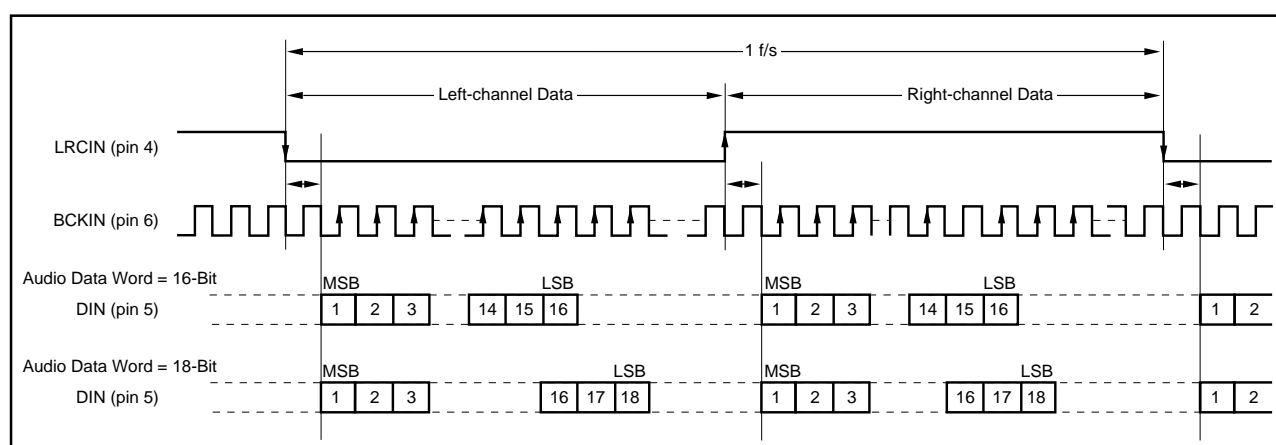 1 f/s
Left-channel Data Right-channel Data
LRCIN (pin 4)
BCKIN (pin 6)
Audio Data Word = 16-Bit
MSB LSB MSB LSB
DIN (pin 5) 1 2 3 14 15 16 1 2 3 14 15 16 1 2
Audio Data Word = 18-Bit
MSB LSB MSB LSB
DIN (pin 5) 1 2 3 16 17 18 1 2 3 16 17 18 1 2